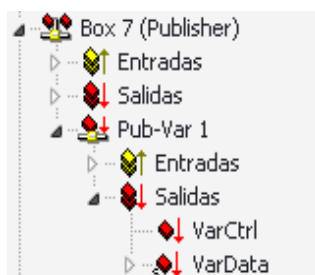 Box 7 (Publisher)
Entradas
Salidas
Pub-Var 1
Entradas
Salidas
VarCtrl
VarData